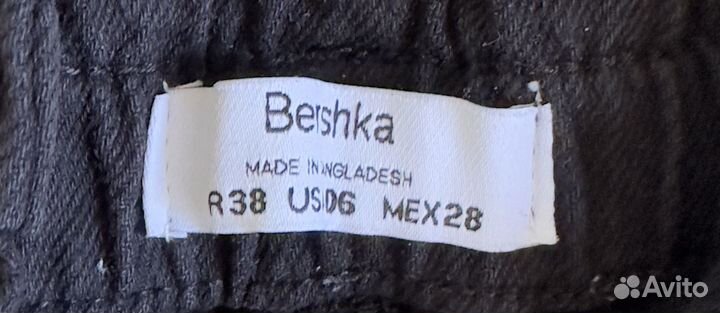 Bershka
MADE IN BANGLADESH
R38 US06 MEX28
Avito